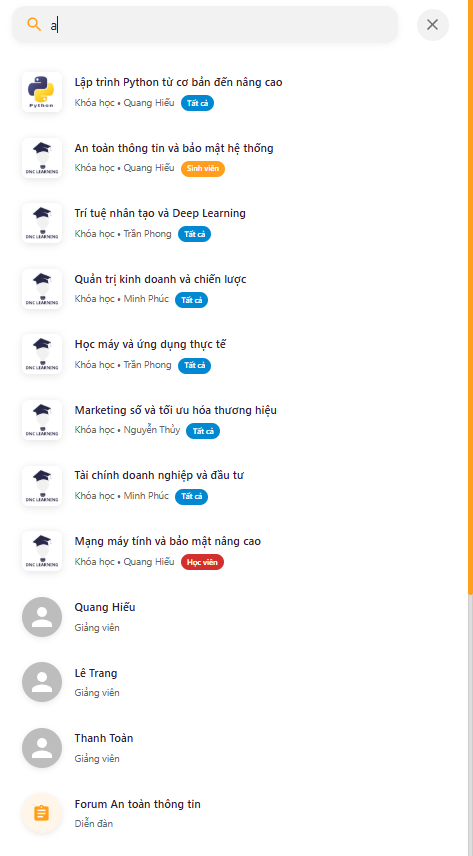 a
Python
Lập trình Python từ cơ bản đến nâng cao
Khóa học • Quang Hiếu Tất cả
DNC LEARNING
An toàn thông tin và bảo mật hệ thống
Khóa học • Quang Hiếu Sinh viên
DNC LEARNING
Trí tuệ nhân tạo và Deep Learning
Khóa học • Trần Phong Tất cả
DNC LEARNING
Quản trị kinh doanh và chiến lược
Khóa học • Minh Phúc Tất cả
DNC LEARNING
Học máy và ứng dụng thực tế
Khóa học • Trần Phong Tất cả
DNC LEARNING
Marketing số và tối ưu hóa thương hiệu
Khóa học • Nguyễn Thủy Tất cả
DNC LEARNING
Tài chính doanh nghiệp và đầu tư
Khóa học • Minh Phúc Tất cả
DNC LEARNING
Mạng máy tính và bảo mật nâng cao
Khóa học • Quang Hiếu Học viên
Quang Hiếu
Giảng viên
Lê Trang
Giảng viên
Thanh Toàn
Giảng viên
Forum An toàn thông tin
Diễn đàn